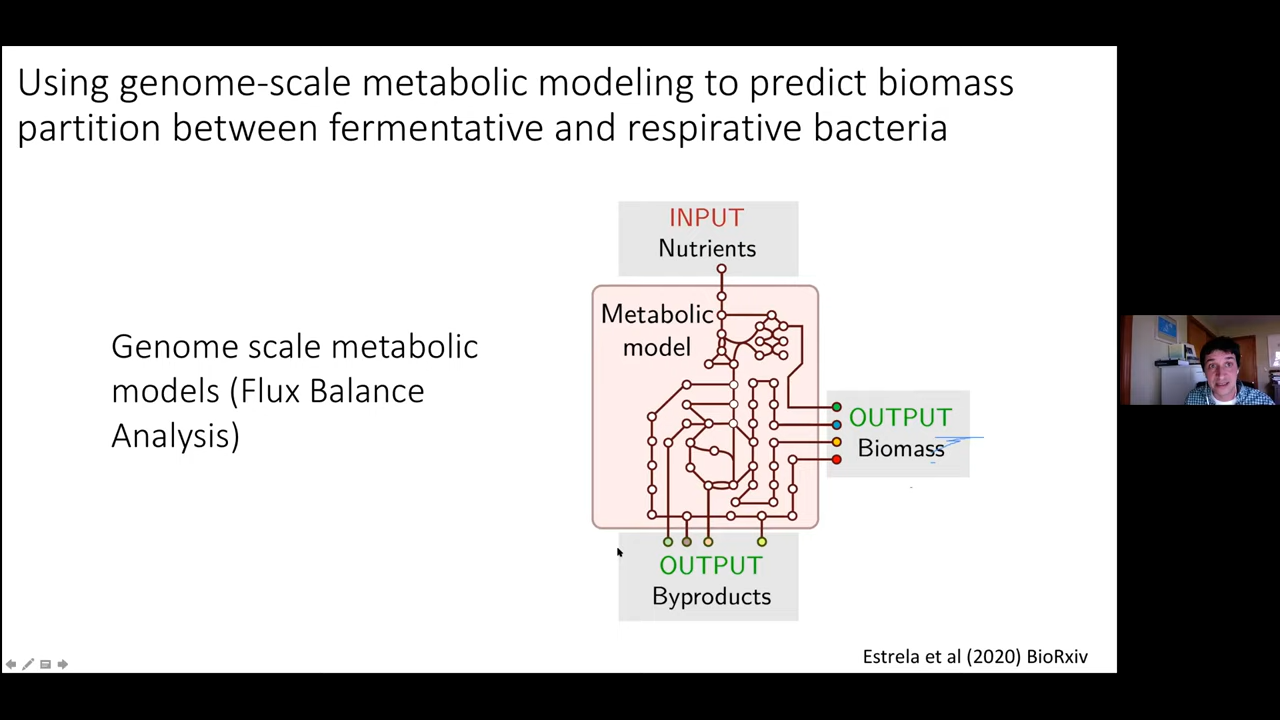 Using genome-scale metabolic modeling to predict biomass
partition between fermentative and respirative bacteria
Genome scale metabolic
models (Flux Balance
Analysis)
INPUT
Nutrients
Metabolic
model
OUTPUT
Biomass
OUTPUT
Byproducts
Estrela et al (2020) BioRxiv